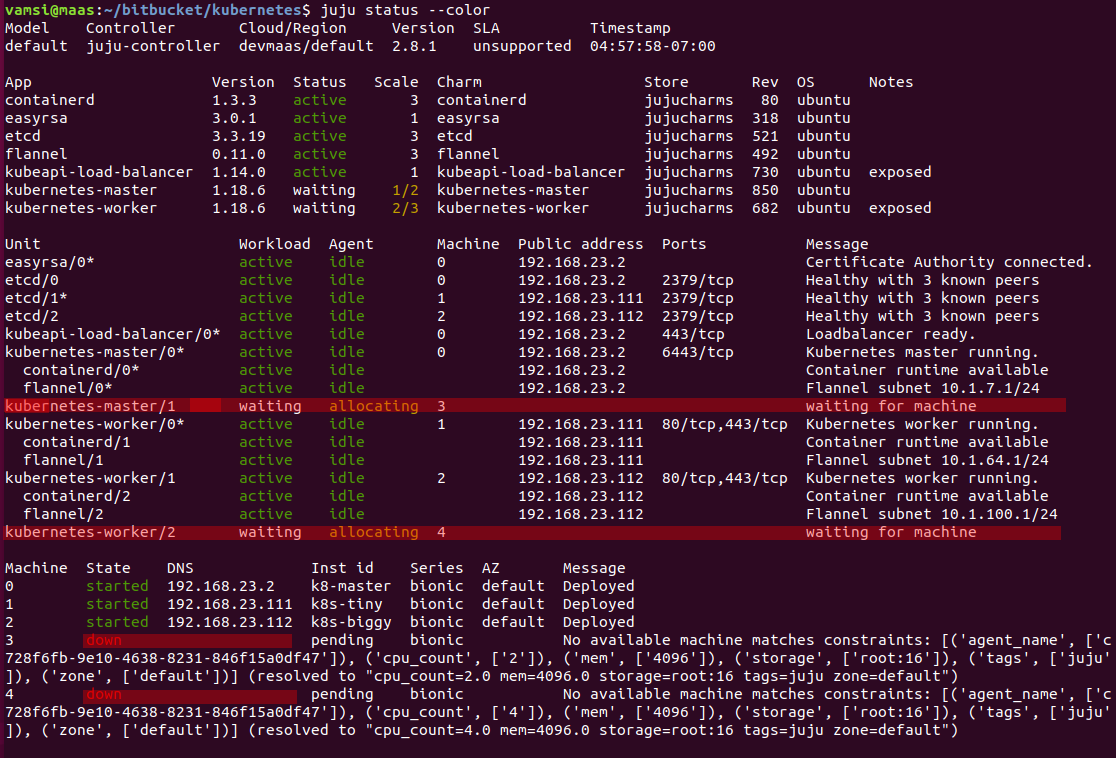 vamsi@maas:~/bitbucket/kubernetes$ juju status --color
Model    Controller       Cloud/Region     Version  SLA          Timestamp
default  juju-controller  devmaas/default  2.8.1    unsupported  04:57:58-07:00
App                    Version  Status   Scale  Charm                  Store       Rev  OS      Notes
containerd             1.3.3    active       3  containerd             jujucharms   80  ubuntu
easyrsa                3.0.1    active       1  easyrsa                jujucharms  318  ubuntu
etcd                   3.3.19   active       3  etcd                   jujucharms  521  ubuntu
flannel                0.11.0   active       3  flannel                jujucharms  492  ubuntu
kubeapi-load-balancer  1.14.0   active       1  kubeapi-load-balancer  jujucharms  730  ubuntu  exposed
kubernetes-master      1.18.6   waiting    1/2  kubernetes-master      jujucharms  850  ubuntu
kubernetes-worker      1.18.6   waiting    2/3  kubernetes-worker      jujucharms  682  ubuntu  exposed
Unit                      Workload  Agent       Machine  Public address  Ports           Message
easyrsa/0*                active    idle        0        192.168.23.2                    Certificate Authority connected.
etcd/0                    active    idle        0        192.168.23.2    2379/tcp        Healthy with 3 known peers
etcd/1*                   active    idle        1        192.168.23.111  2379/tcp        Healthy with 3 known peers
etcd/2                    active    idle        2        192.168.23.112  2379/tcp        Healthy with 3 known peers
kubeapi-load-balancer/0*  active    idle        0        192.168.23.2    443/tcp         Loadbalancer ready.
kubernetes-master/0*      active    idle        0        192.168.23.2    6443/tcp        Kubernetes master running.
  containerd/0*           active    idle                 192.168.23.2                    Container runtime available
  flannel/0*              active    idle                 192.168.23.2                    Flannel subnet 10.1.7.1/24
kubernetes-master/1       waiting   allocating  3                                        waiting for machine
kubernetes-worker/0*      active    idle        1        192.168.23.111  80/tcp,443/tcp  Kubernetes worker running.
  containerd/1            active    idle                 192.168.23.111                  Container runtime available
  flannel/1               active    idle                 192.168.23.111                  Flannel subnet 10.1.64.1/24
kubernetes-worker/1       active    idle        2        192.168.23.112  80/tcp,443/tcp  Kubernetes worker running.
  containerd/2            active    idle                 192.168.23.112                  Container runtime available
  flannel/2               active    idle                 192.168.23.112                  Flannel subnet 10.1.100.1/24
kubernetes-worker/2       waiting   allocating  4                                        waiting for machine
Machine  State    DNS             Inst id    Series  AZ       Message
0        started  192.168.23.2    k8-master  bionic  default  Deployed
1        started  192.168.23.111  k8s-tiny   bionic  default  Deployed
2        started  192.168.23.112  k8s-biggy  bionic  default  Deployed
3        down                     pending    bionic           No available machine matches constraints: [('agent_name', ['c
728f6fb-9e10-4638-8231-846f15a0df47']), ('cpu_count', ['2']), ('mem', ['4096']), ('storage', ['root:16']), ('tags', ['juju'
]), ('zone', ['default'])] (resolved to "cpu_count=2.0 mem=4096.0 storage=root:16 tags=juju zone=default")
4        down                     pending    bionic           No available machine matches constraints: [('agent_name', ['c
728f6fb-9e10-4638-8231-846f15a0df47']), ('cpu_count', ['4']), ('mem', ['4096']), ('storage', ['root:16']), ('tags', ['juju'
]), ('zone', ['default'])] (resolved to "cpu_count=4.0 mem=4096.0 storage=root:16 tags=juju zone=default")